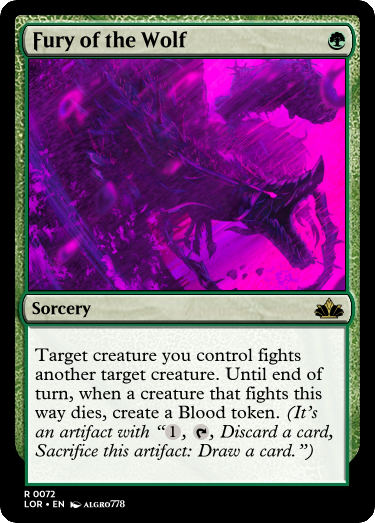 Fury of the Wolf
Sorcery
Target creature you control fights
another target creature. Until end of
turn, when a creature that fights this
way dies, create a Blood token. (It's
an artifact with “1, , Discard a card,
Sacrifice this artifact: Draw a card.”)
R 0072
LOR • EN ALGRO778